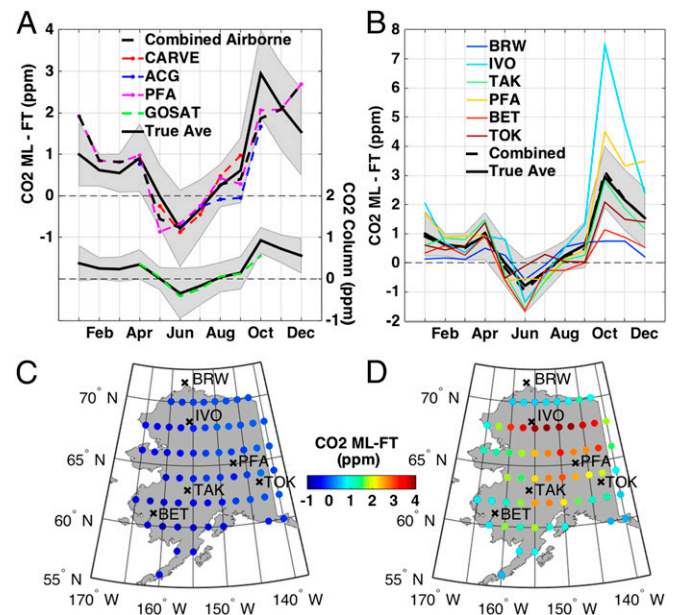 A
CO2 ML - FT (ppm)
4
3
2
1
0
-1
Combined Airborne
CARVE
ACG
PFA
GOSAT
True Ave
2
1
0
-1
CO2 Column (ppm)
Feb Apr Jun Aug Oct Dec
B
CO2 ML - FT (ppm)
8
7
6
5
4
3
2
1
0
-1
-2
BRW
IVO
TAK
PFA
BET
TOK
Combined
True Ave
Feb Apr Jun Aug Oct Dec
C
70° N
65° N
60° N
55° N
170° W
160° W
150° W
140° W
BRW
IVO
PFA
TAK
TOK
BET
CO2 ML-FT
(ppm)
-1 0 1 2 3 4
D
70° N
65° N
60° N
55° N
170° W
160° W
150° W
140° W
BRW
IVO
PFA
TAK
TOK
BET